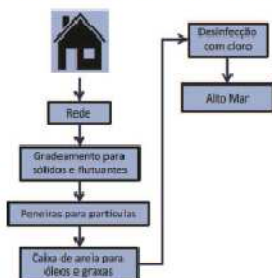 Rede
Gradeamento para
sólidos e flutuantes
Peneiras para partículas
Caixa de areia para
óleos e graxas
Desinfecção
com cloro
Alto Mar